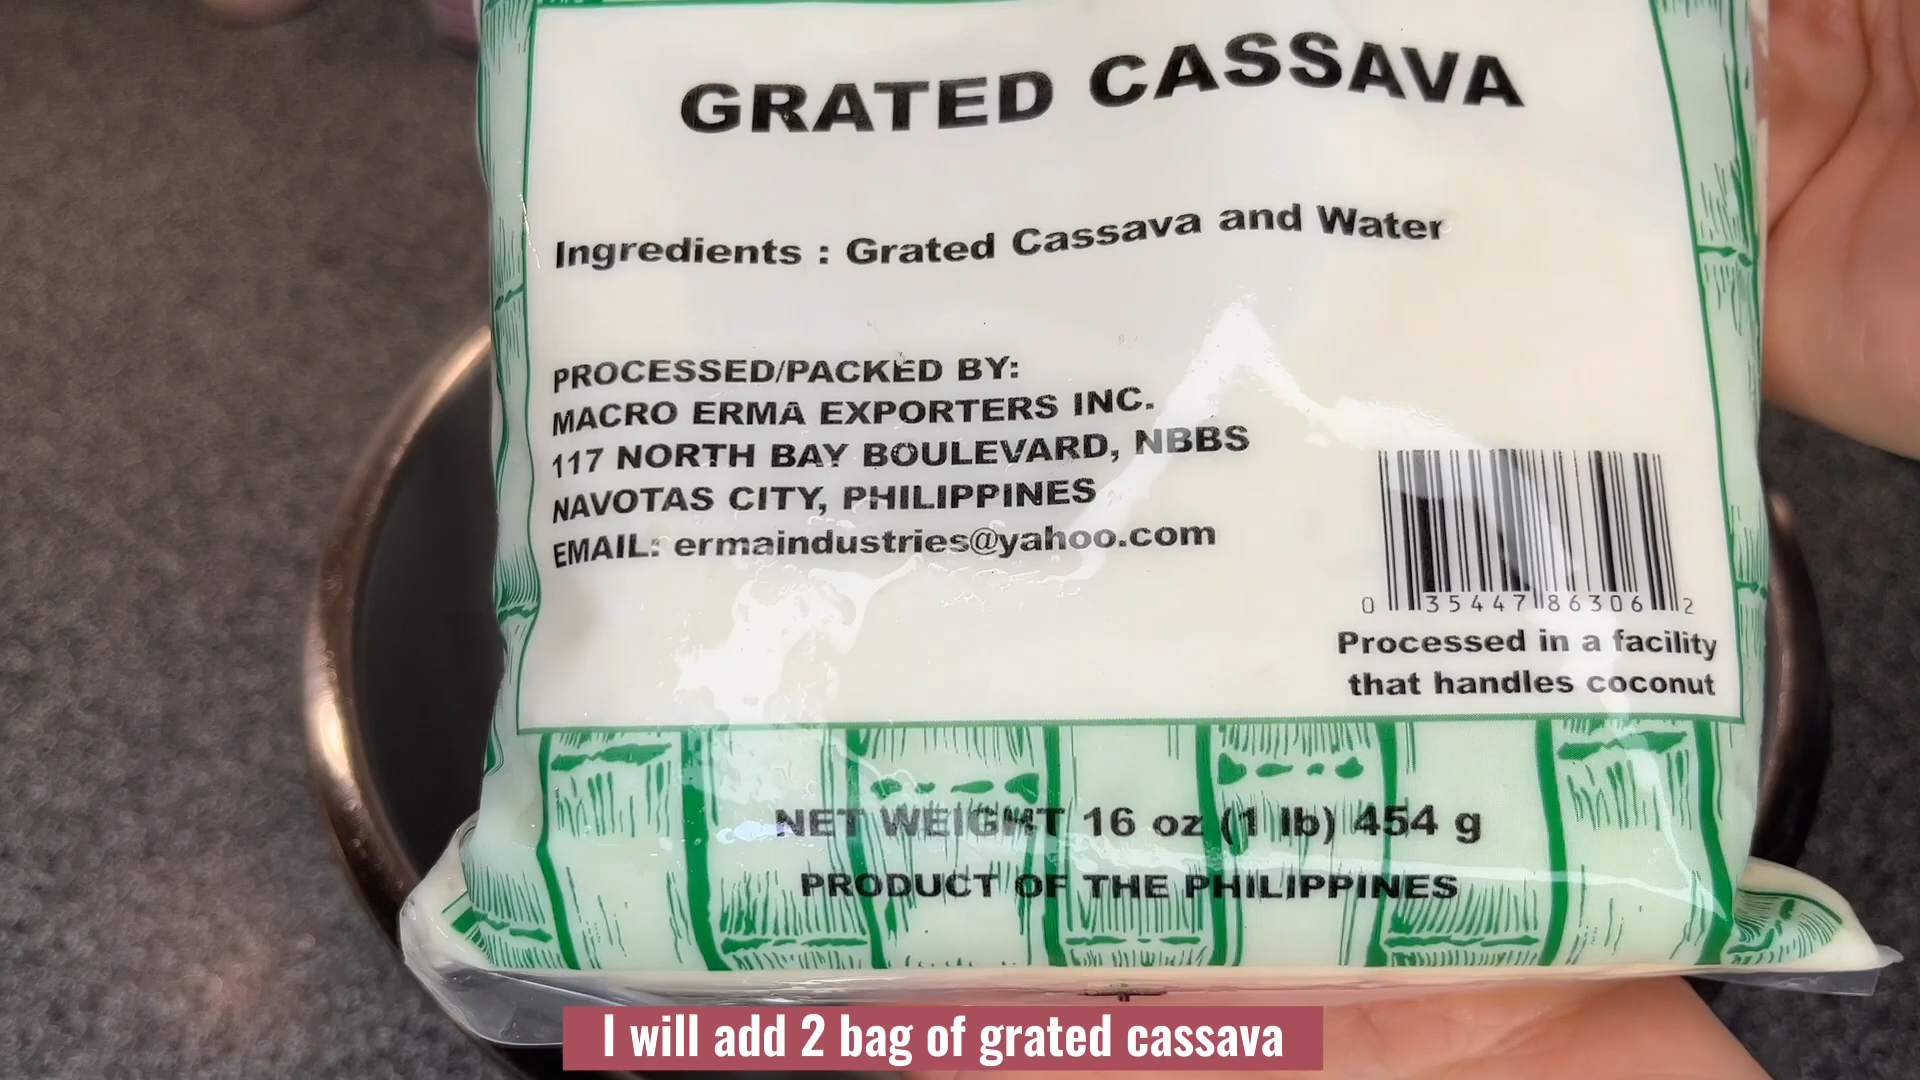 GRATED CASSAVA
Ingredients : Grated Cassava and Water
PROCESSED/PACKED BY:
MACRO ERMA EXPORTERS INC.
117 NORTH BAY BOULEVARD, NBBS
NAVOTAS CITY, PHILIPPINES
EMAIL: ermaindustries@yahoo.com
0 35447 86306 2
Processed in a facility
that handles coconut
NET WEIGHT 16 oz (1 lb) 454 g
PRODUCT OF THE PHILIPPINES
I will add 2 bag of grated cassava